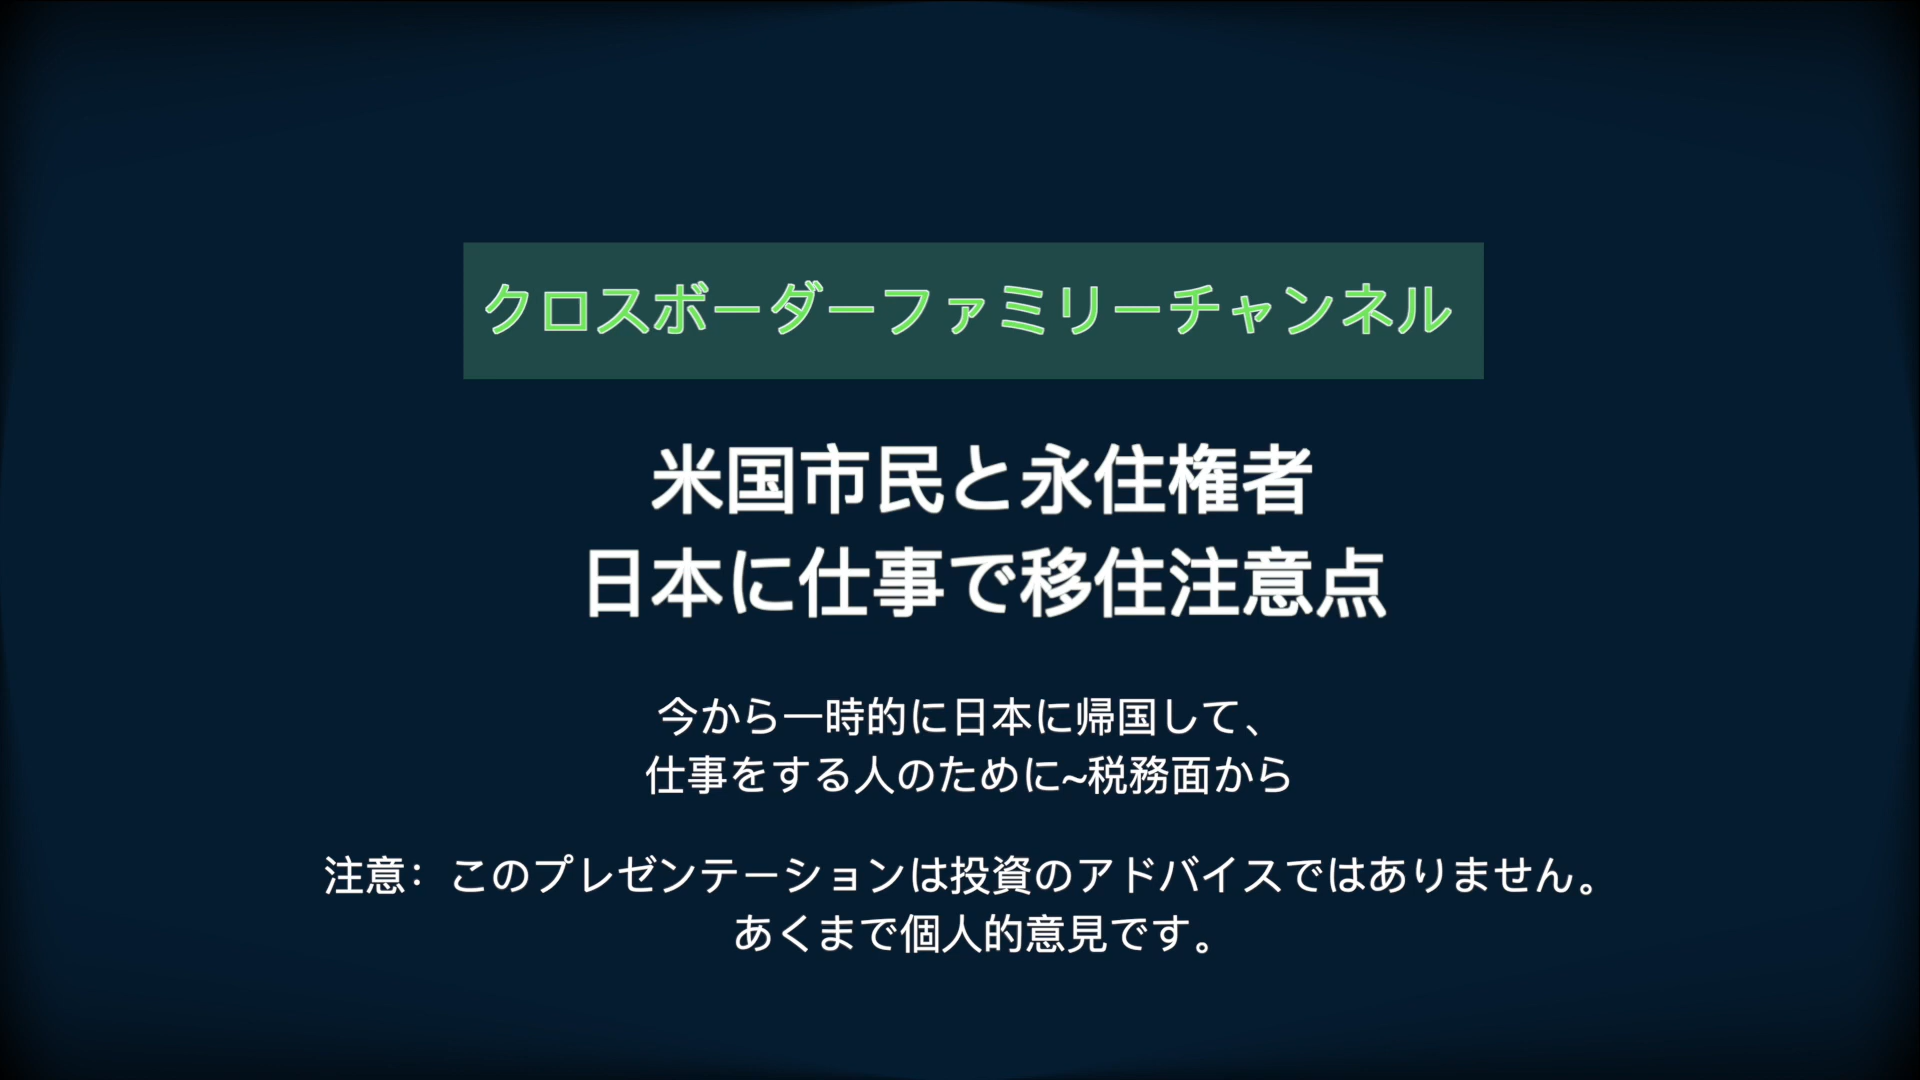 クロスボーダーファミリーチャンネル
米国市民と永住権者
日本に仕事で移住注意点
今から一時的に日本に帰国して、
仕事をする人のために~税務面から
注意：このプレゼンテーションは投資のアドバイスではありません。
あくまで個人的意見です。